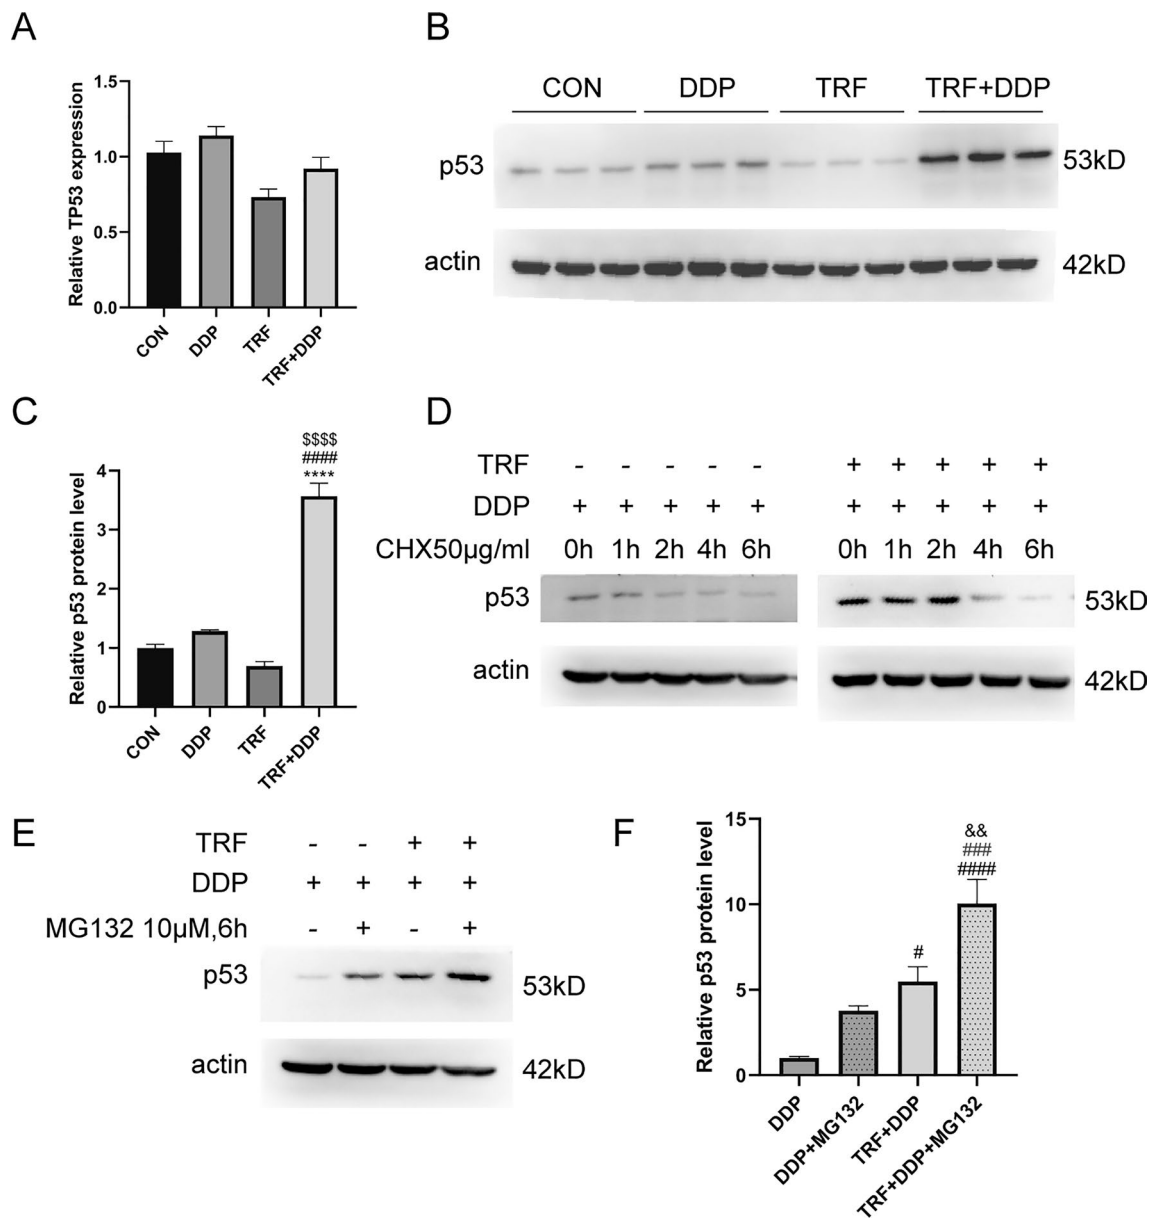 A
Relative TP53 expression
1.5
1.0
0.5
0.0
CON
DDP
TRF
TRF+DDP
B
CON DDP TRF TRF+DDP
p53 53kD
actin 42kD
C
Relative p53 protein level
$$$$
####
****
4
3
2
1
0
CON
DDP
TRF
TRF+DDP
D
TRF - - - - - + + + + +
DDP + + + + + + + + + +
CHX50μg/ml 0h 1h 2h 4h 6h 0h 1h 2h 4h 6h
p53 53kD
actin 42kD
E
TRF - - + +
DDP + + + +
MG132 10μM,6h - + - +
p53 53kD
actin 42kD
F
Relative p53 protein level
&&
###
####
#
15
10
5
0
DDP
DDP+MG132
TRF+DDP
TRF+DDP+MG132